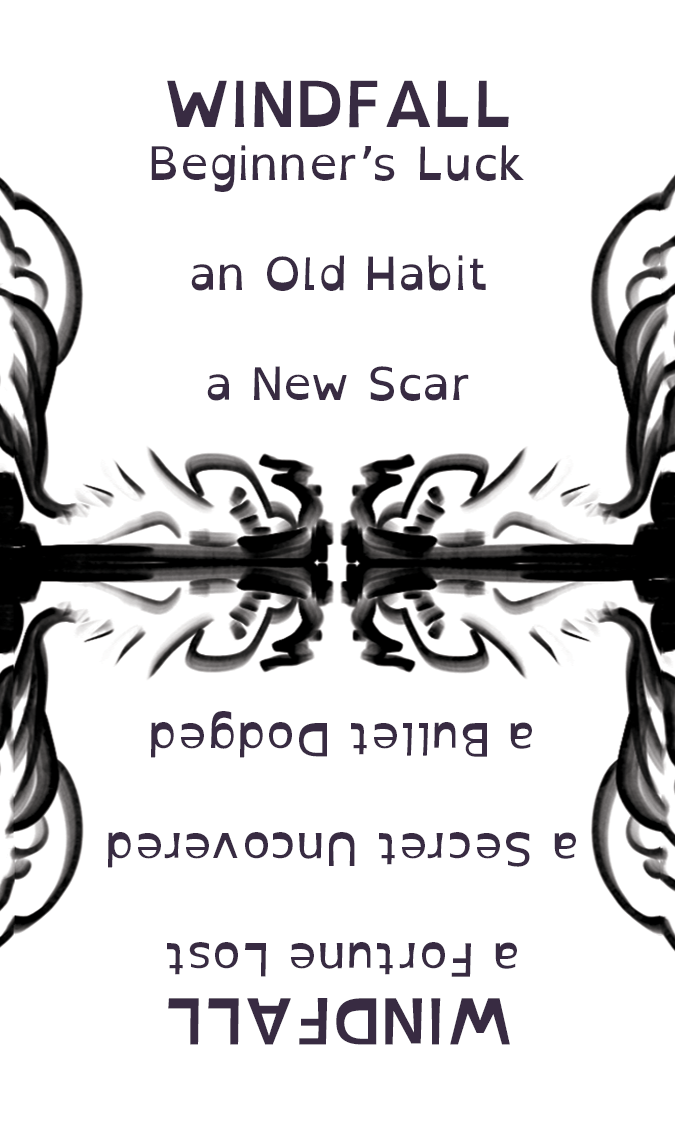 WINDFALL
Beginner's Luck
an Old Habit
a New Scar
WINDFALL
a Fortune Lost
a Secret Uncovered
a Bullet Dodged